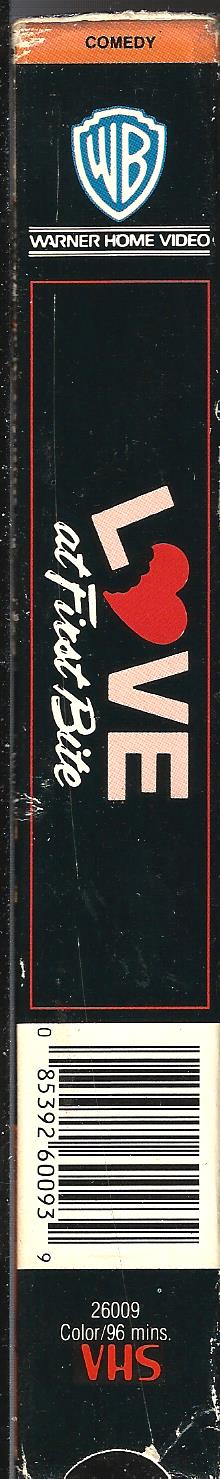 COMEDY
WB
WARNER HOME VIDEO
LOVE
at First Bite
0 85392 60093 9
26009
Color/96 mins.
VHS